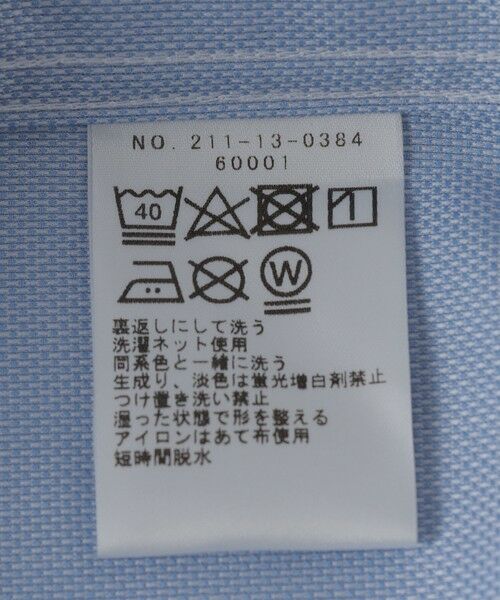 NO. 211-13-0384
60001
40
W
裏返しにして洗う
洗濯ネット使用
同系色と一緒に洗う
生成り、淡色は蛍光増白剤禁止
つけ置き洗い禁止
湿った状態で形を整える
アイロンはあて布使用
短時間脱水